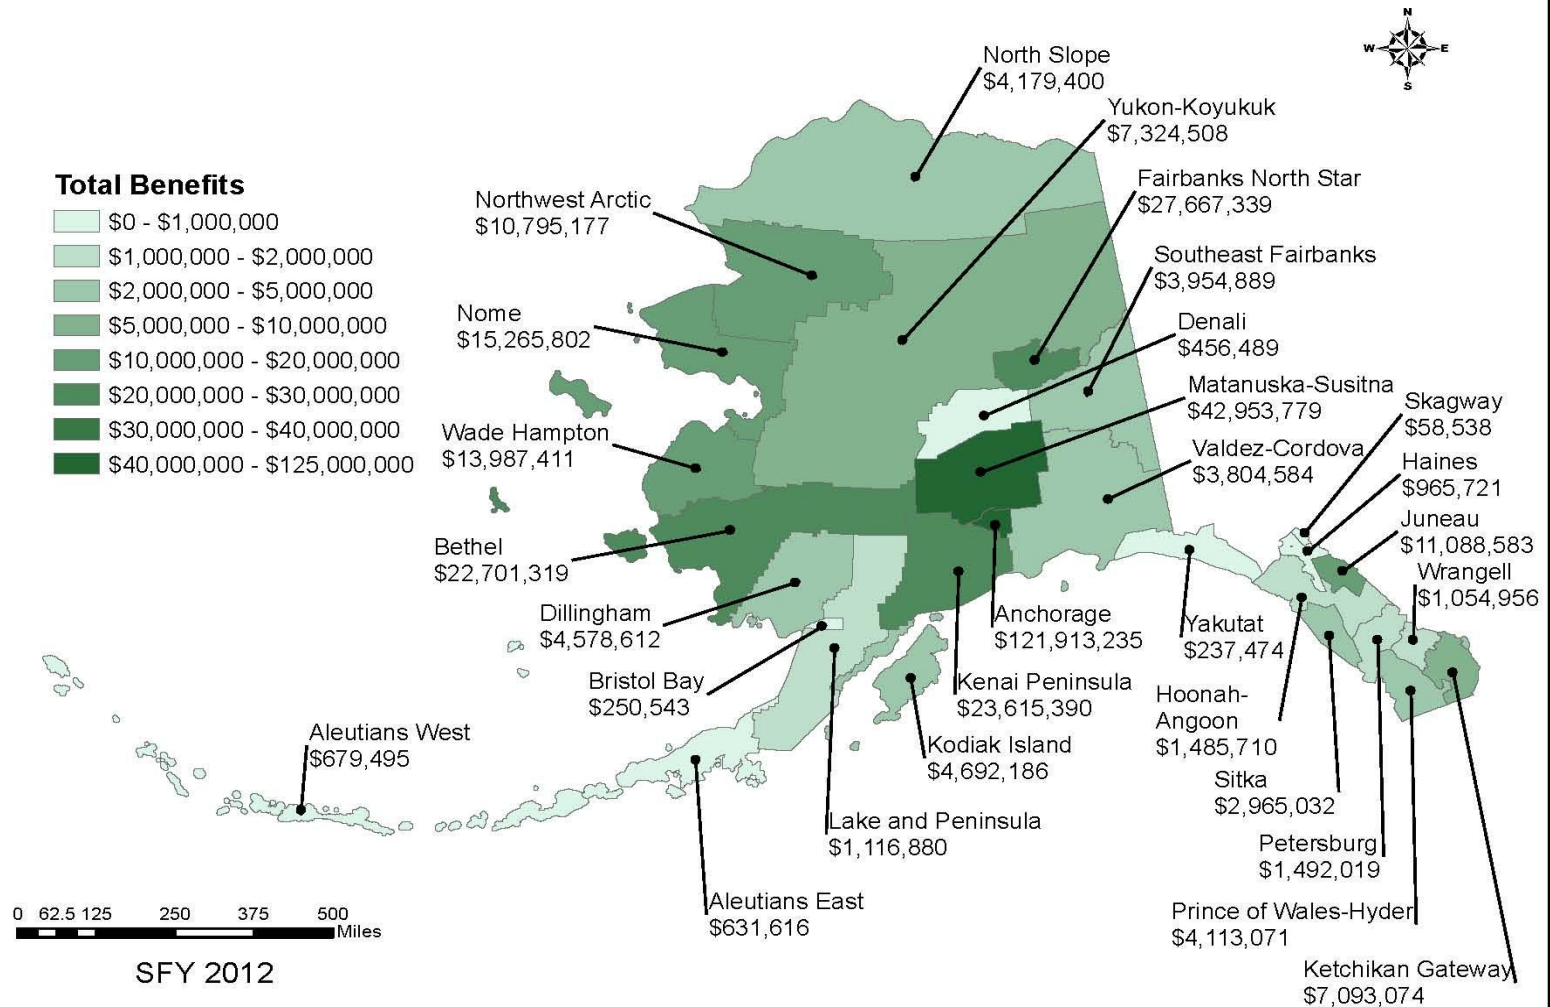 N
W
E
S
North Slope
$4,179,400
Yukon-Koyukuk
$7,324,508
Fairbanks North Star
$27,667,339
Southeast Fairbanks
$3,954,889
Denali
$456,489
Matanuska-Susitna
$42,953,779
Valdez-Cordova
$3,804,584
Skagway
$58,538
Haines
$965,721
Juneau
$11,088,583
Wrangell
$1,054,956
Total Benefits
$0 - $1,000,000
$1,000,000 - $2,000,000
$2,000,000 - $5,000,000
$5,000,000 - $10,000,000
$10,000,000 - $20,000,000
$20,000,000 - $30,000,000
$30,000,000 - $40,000,000
$40,000,000 - $125,000,000
Northwest Arctic
$10,795,177
Nome
$15,265,802
Wade Hampton
$13,987,411
Bethel
$22,701,319
Dillingham
$4,578,612
Bristol Bay
$250,543
Aleutians West
$679,495
Anchorage
$121,913,235
Kenai Peninsula
$23,615,390
Kodiak Island
$4,692,186
Lake and Peninsula
$1,116,880
Aleutians East
$631,616
Yakutat
$237,474
Hoonah-
Angoon
$1,485,710
Sitka
$2,965,032
Petersburg
$1,492,019
Prince of Wales-Hyder
$4,113,071
Ketchikan Gateway
$7,093,074
0 62.5 125 250 375 500
Miles
SFY 2012